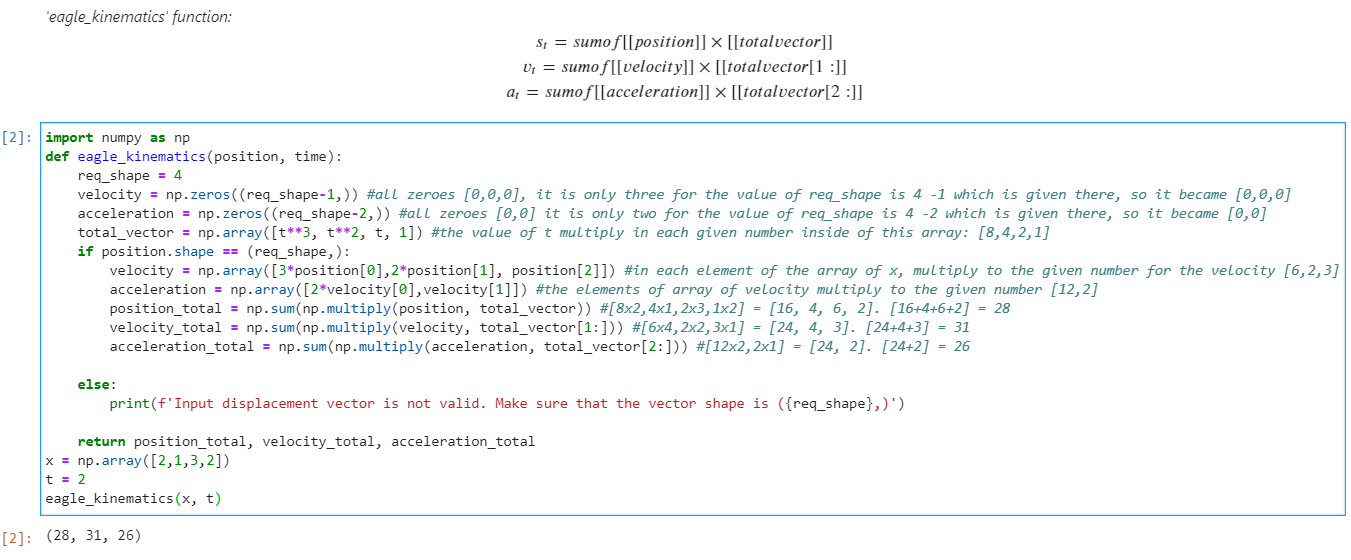 'eagle_kinematics' function:
sₜ = sumof[[position]] × [[totalvector]]
vₜ = sumof[[velocity]] × [[totalvector[1 :]]
aₜ = sumof[[acceleration]] × [[totalvector[2 :]]
[2]: import numpy as np
def eagle_kinematics(position, time):
    req_shape = 4
    velocity = np.zeros((req_shape-1,)) #all zeroes [0,0,0], it is only three for the value of req_shape is 4 -1 which is given there, so it became [0,0,0]
    acceleration = np.zeros((req_shape-2,)) #all zeroes [0,0] it is only two for the value of req_shape is 4 -2 which is given there, so it became [0,0]
    total_vector = np.array([t**3, t**2, t, 1]) #the value of t multiply in each given number inside of this array: [8,4,2,1]
    if position.shape == (req_shape,):
        velocity = np.array([3*position[0],2*position[1], position[2]]) #in each element of the array of x, multiply to the given number for the velocity [6,2,3]
        acceleration = np.array([2*velocity[0],velocity[1]]) #the elements of array of velocity multiply to the given number [12,2]
        position_total = np.sum(np.multiply(position, total_vector)) #[8x2,4x1,2x3,1x2] = [16, 4, 6, 2]. [16+4+6+2] = 28
        velocity_total = np.sum(np.multiply(velocity, total_vector[1:])) #[6x4,2x2,3x1] = [24, 4, 3]. [24+4+3] = 31
        acceleration_total = np.sum(np.multiply(acceleration, total_vector[2:])) #[12x2,2x1] = [24, 2]. [24+2] = 26
    else:
        print(f'Input displacement vector is not valid. Make sure that the vector shape is ({req_shape},)')
    return position_total, velocity_total, acceleration_total
x = np.array([2,1,3,2])
t = 2
eagle_kinematics(x, t)
[2]: (28, 31, 26)